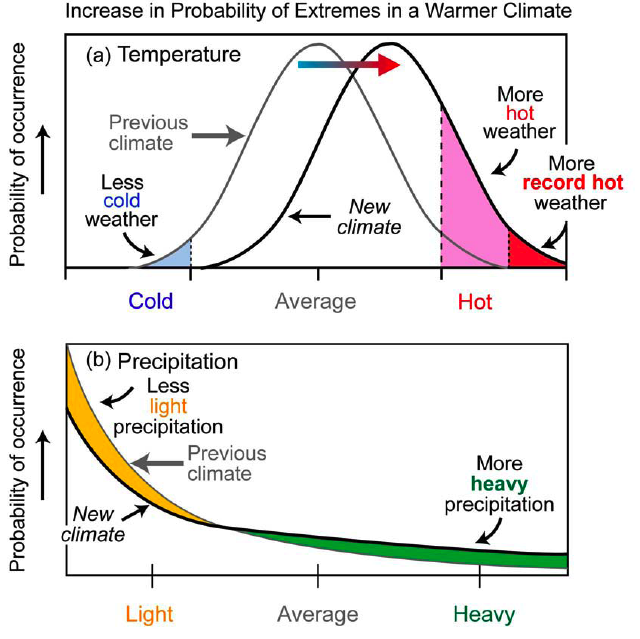 Increase in Probability of Extremes in a Warmer Climate
Probability of occurrence
(a) Temperature
Previous
climate
Less
cold
weather
New
climate
More
hot
weather
More
record hot
weather
Cold
Average
Hot
Probability of occurrence
(b) Precipitation
Less
light
precipitation
Previous
climate
New
climate
More
heavy
precipitation
Light
Average
Heavy